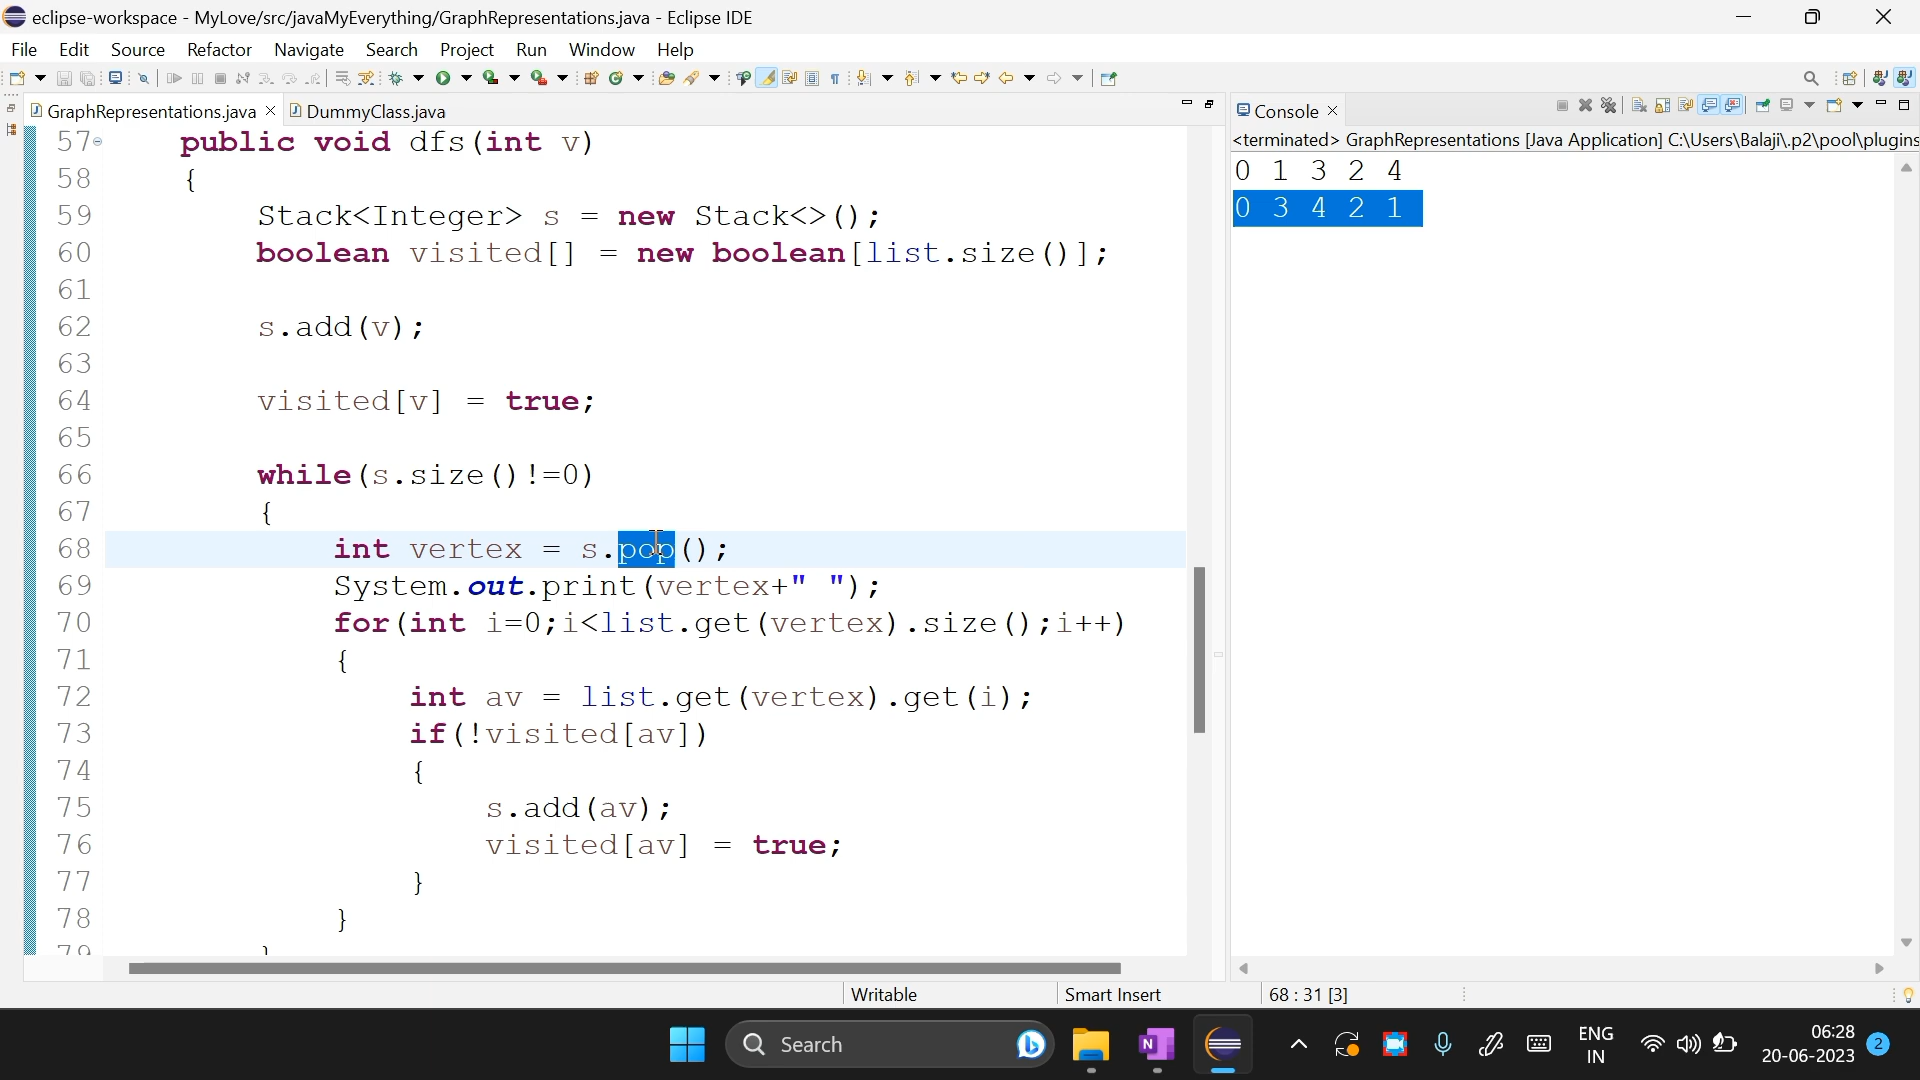 eclipse-workspace - MyLove/src/javaMyEverything/GraphRepresentations.java - Eclipse IDE
File Edit Source Refactor Navigate Search Project Run Window Help
GraphRepresentations.java DummyClass.java
57 public void dfs(int v)
58 {
59 Stack<Integer> s = new Stack<>();
60 boolean visited[] = new boolean[list.size()];
61
62 s.add(v);
63
64 visited[v] = true;
65
66 while(s.size()!=0)
67 {
68 int vertex = s.pop();
69 System.out.print(vertex+" ");
70 for(int i=0;i<list.get(vertex).size();i++)
71 {
72 int av = list.get(vertex).get(i);
73 if(!visited[av])
74 {
75 s.add(av);
76 visited[av] = true;
77 }
78 }
79 }
Console
<terminated> GraphRepresentations [Java Application] C:\Users\Balaji\.p2\pool\plugins
0 1 3 2 4
0 3 4 2 1
Writable Smart Insert 68 : 31 [3]
Search
ENG
IN
06:28
20-06-2023
2